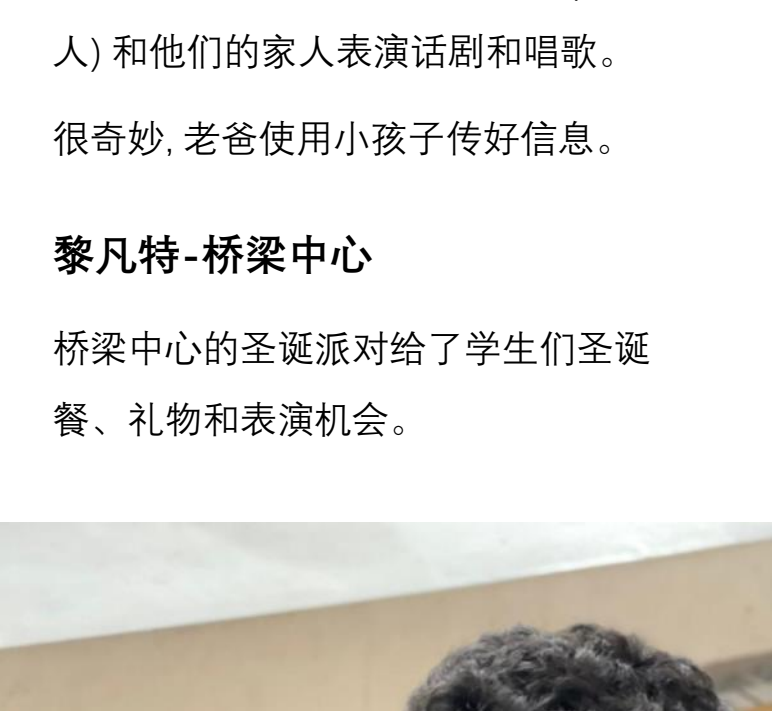 人) 和他们的家人表演话剧和唱歌。
很奇妙, 老爸使用小孩子传好信息。
黎凡特-桥梁中心
桥梁中心的圣诞派对给了学生们圣诞
餐、礼物和表演机会。